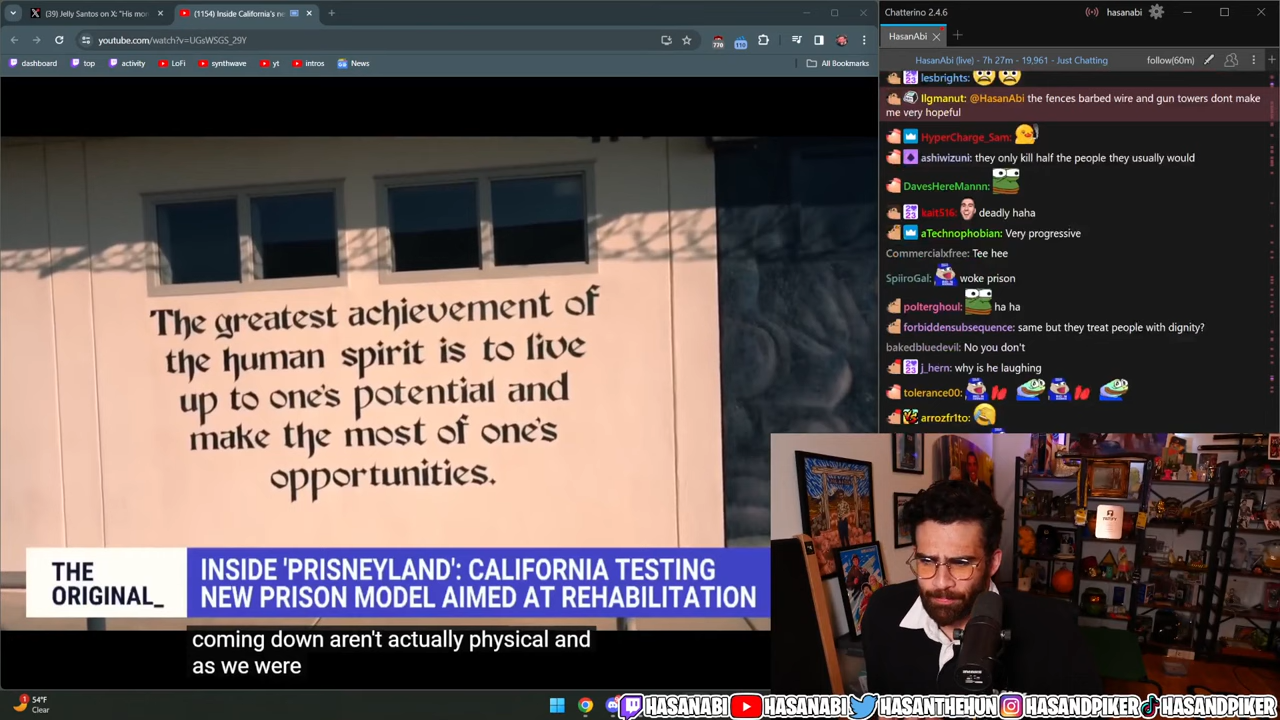 (39) Jelly Santos on X: "His mo
(1154) Inside California's ne
youtube.com/watch?v=UGsWSGS_29Y
770
110
dashboard
top
activity
LoFi
synthwave
yt
intros
News
All Bookmarks
The greatest achievement of
the human spirit is to live
up to one's potential and
make the most of one's
opportunities.
THE
ORIGINAL_
INSIDE 'PRISNEYLAND': CALIFORNIA TESTING
NEW PRISON MODEL AIMED AT REHABILITATION
coming down aren't actually physical and
as we were
Chatterino 2.4.6
hasanabi
HasanAbi
HasanAbi (live) - 7h 27m - 19,961 - Just Chatting
follow(60m)
lesbrights:
llgmanut: @HasanAbi the fences barbed wire and gun towers dont make
me very hopeful
HyperCharge_Sam:
ashiwizuni: they only kill half the people they usually would
DavesHereMannn:
kait516: deadly haha
aTechnophobian: Very progressive
Commercialxfree: Tee hee
SpiiroGal: woke prison
polterghoul: ha ha
forbiddensubsequence: same but they treat people with dignity?
bakedbluedevil: No you don't
j_hern: why is he laughing
tolerance00:
arrozfr1to:
54°F
Clear
HASANABI
HASANABI
HASANTHEHUN
HASANDPIKER
HASANDPIKER